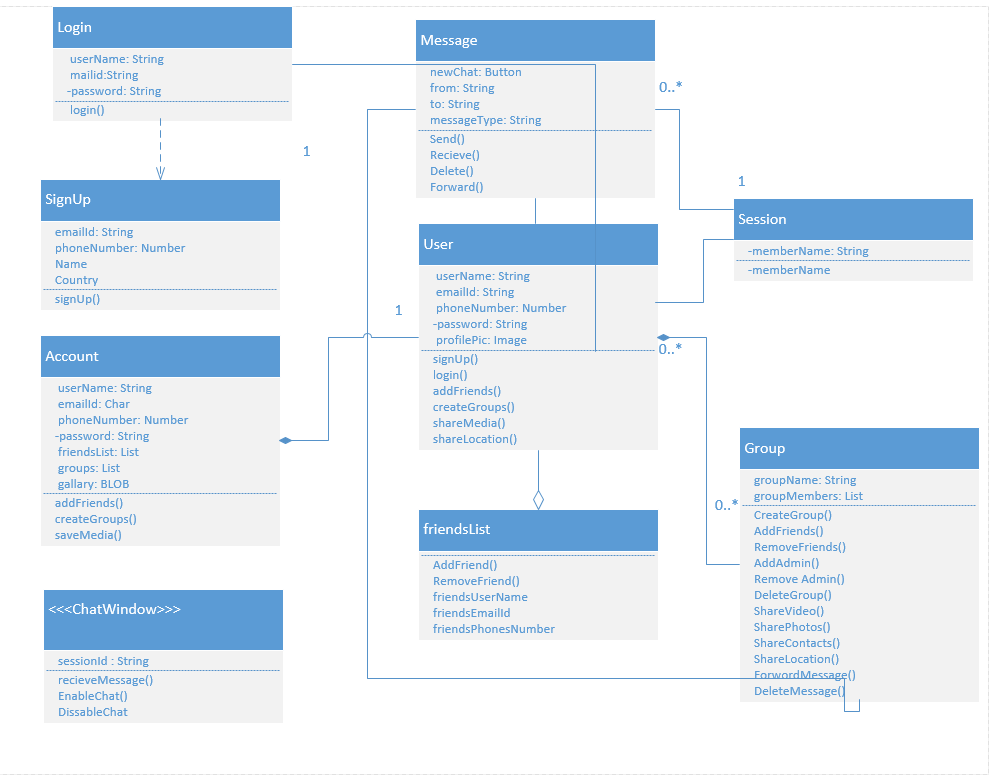 Login
userName: String
mailid:String
-password: String
login()
1
SignUp
emailId: String
phoneNumber: Number
Name
Country
signUp()
Account
userName: String
emailId: Char
phoneNumber: Number
-password: String
friendsList: List
groups: List
gallary: BLOB
addFriends()
createGroups()
saveMedia()
<<<ChatWindow>>>
sessionId : String
recieveMessage()
EnableChat()
DissableChat
Message
newChat: Button
from: String
to: String
messageType: String
Send()
Recieve()
Delete()
Forward()
0..*
1
User
userName: String
emailId: String
phoneNumber: Number
-password: String
profilePic: Image
signUp()
login()
addFriends()
createGroups()
shareMedia()
shareLocation()
1
0..*
friendsList
AddFriend()
RemoveFriend()
friendsUserName
friendsEmailId
friendsPhonesNumber
Session
-memberName: String
-memberName
0..*
Group
groupName: String
groupMembers: List
CreateGroup()
AddFriends()
RemoveFriends()
AddAdmin()
Remove Admin()
DeleteGroup()
ShareVideo()
SharePhotos()
ShareContacts()
ShareLocation()
ForwordMessage()
DeleteMessage()